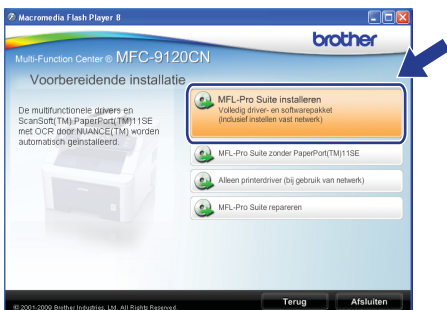 Macromedia Flash Player 8
brother
Multi-Function Center ® MFC-9120CN
Voorbereidende installatie
De multifunctionele drivers en
ScanSoft(TM) PaperPort(TM)11SE
met OCR door NUANCE(TM) worden
automatisch geïnstalleerd.
MFL-Pro Suite installeren
Volledig driver- en softwarepakket
(Inclusief instellen vast netwerk)
MFL-Pro Suite zonder PaperPort(TM)11SE
Alleen printerdriver (bij gebruik van netwerk)
MFL-Pro Suite repareren
© 2001-2009 Brother Industries, Ltd. All Rights Reserved.
Terug
Afsluiten